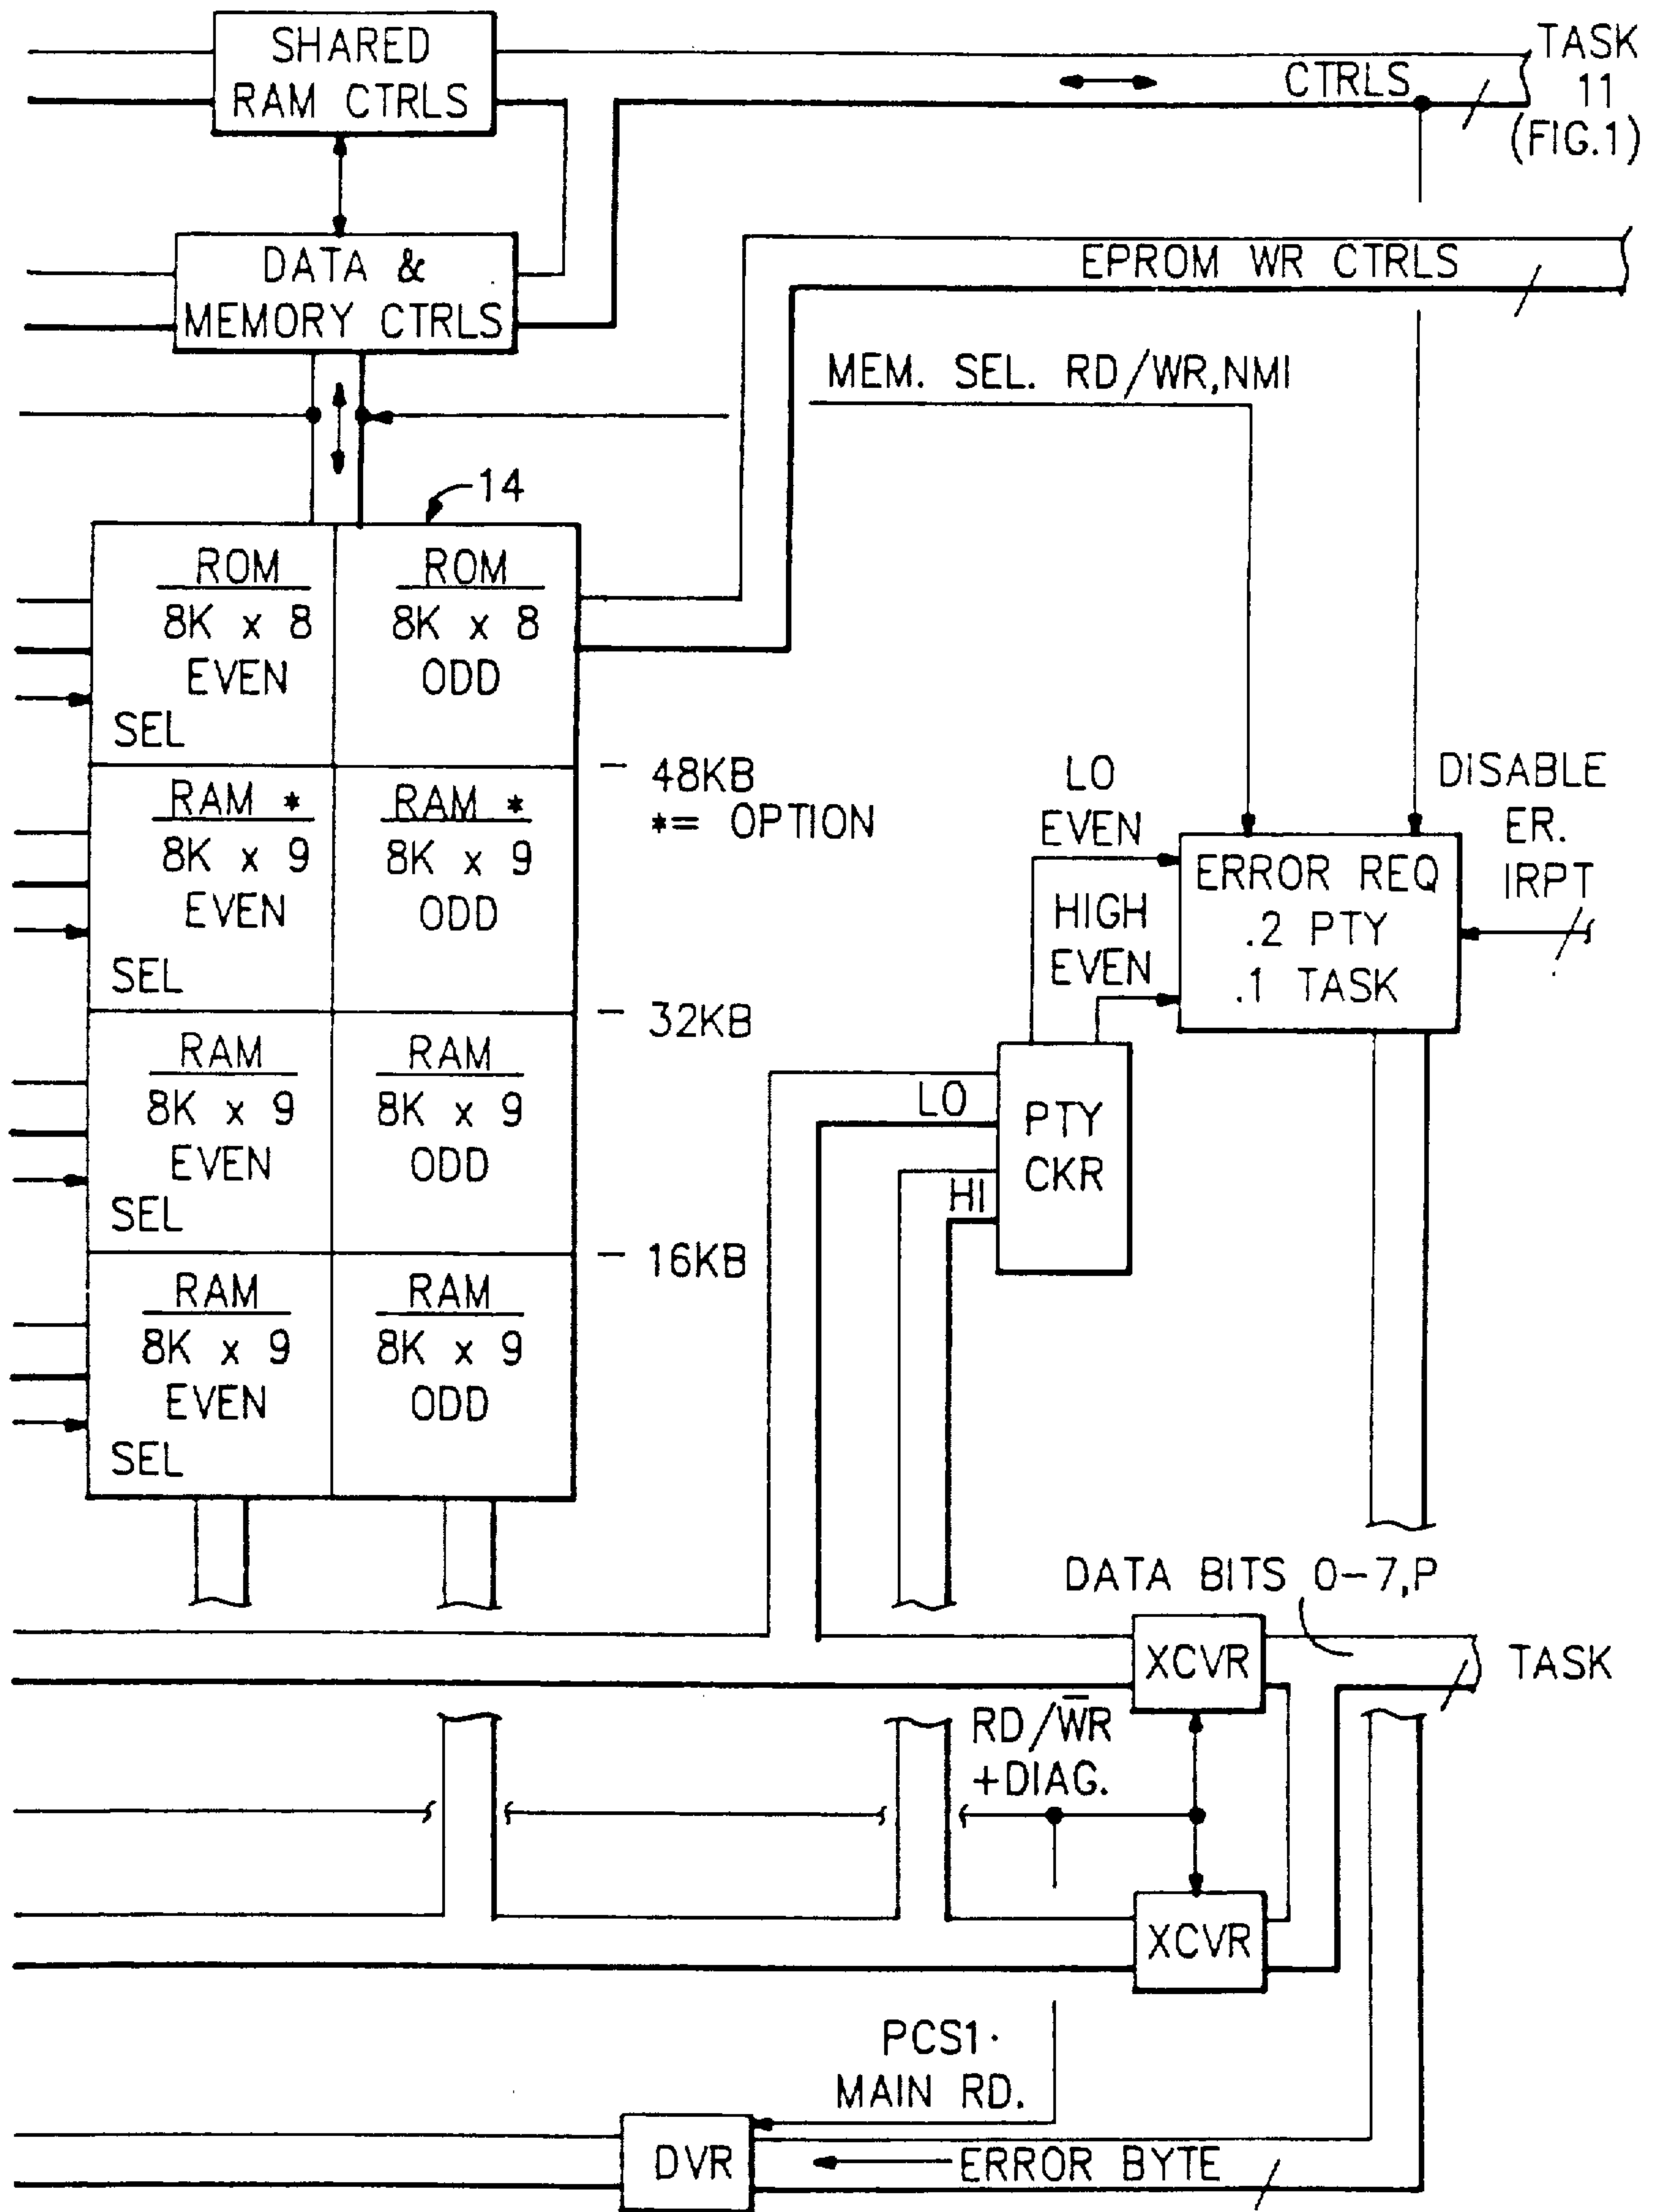 SHARED
RAM CTRLS
CTRLS
TASK
11
(FIG.1)
DATA &
MEMORY CTRLS
EPROM WR CTRLS
MEM. SEL. RD/WR,NMI
14
ROM
8K x 8
EVEN
SEL
ROM
8K x 8
ODD
48KB
*= OPTION
RAM *
8K x 9
EVEN
SEL
RAM *
8K x 9
ODD
32KB
RAM
8K x 9
EVEN
SEL
RAM
8K x 9
ODD
16KB
RAM
8K x 9
EVEN
SEL
RAM
8K x 9
ODD
LO
EVEN
HIGH
EVEN
ERROR REQ
.2 PTY
.1 TASK
DISABLE
ER.
IRPT
LO
HI
PTY
CKR
DATA BITS 0-7,P
XCVR
TASK
RD/W̅R
+DIAG.
XCVR
PCS1·
MAIN RD.
DVR
ERROR BYTE